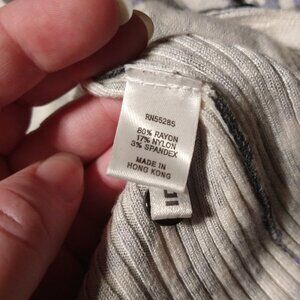 RN55285
80% RAYON
17% NYLON
3% SPANDEX
MADE IN
HONG KONG